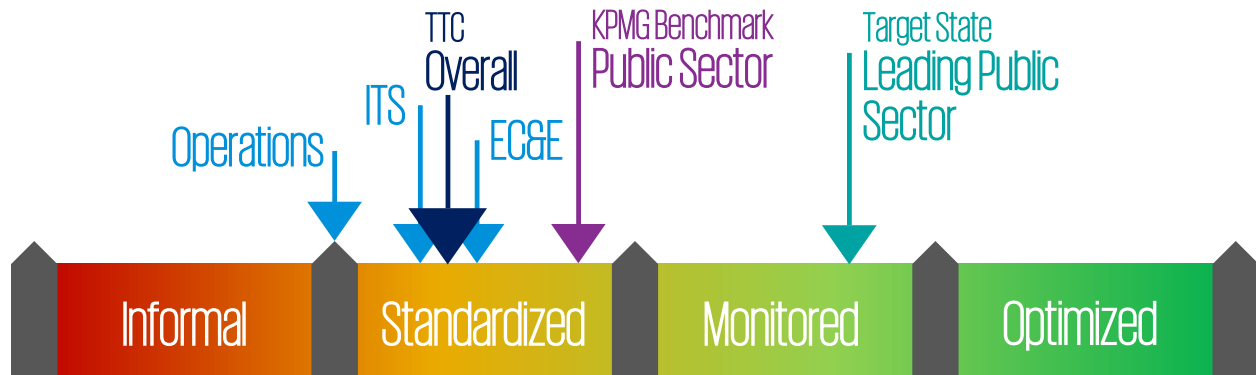 TTC
Overall
KPMG Benchmark
Public Sector
Target State
Leading Public
Sector
ITS
EC&E
Operations
Informal
Standardized
Monitored
Optimized